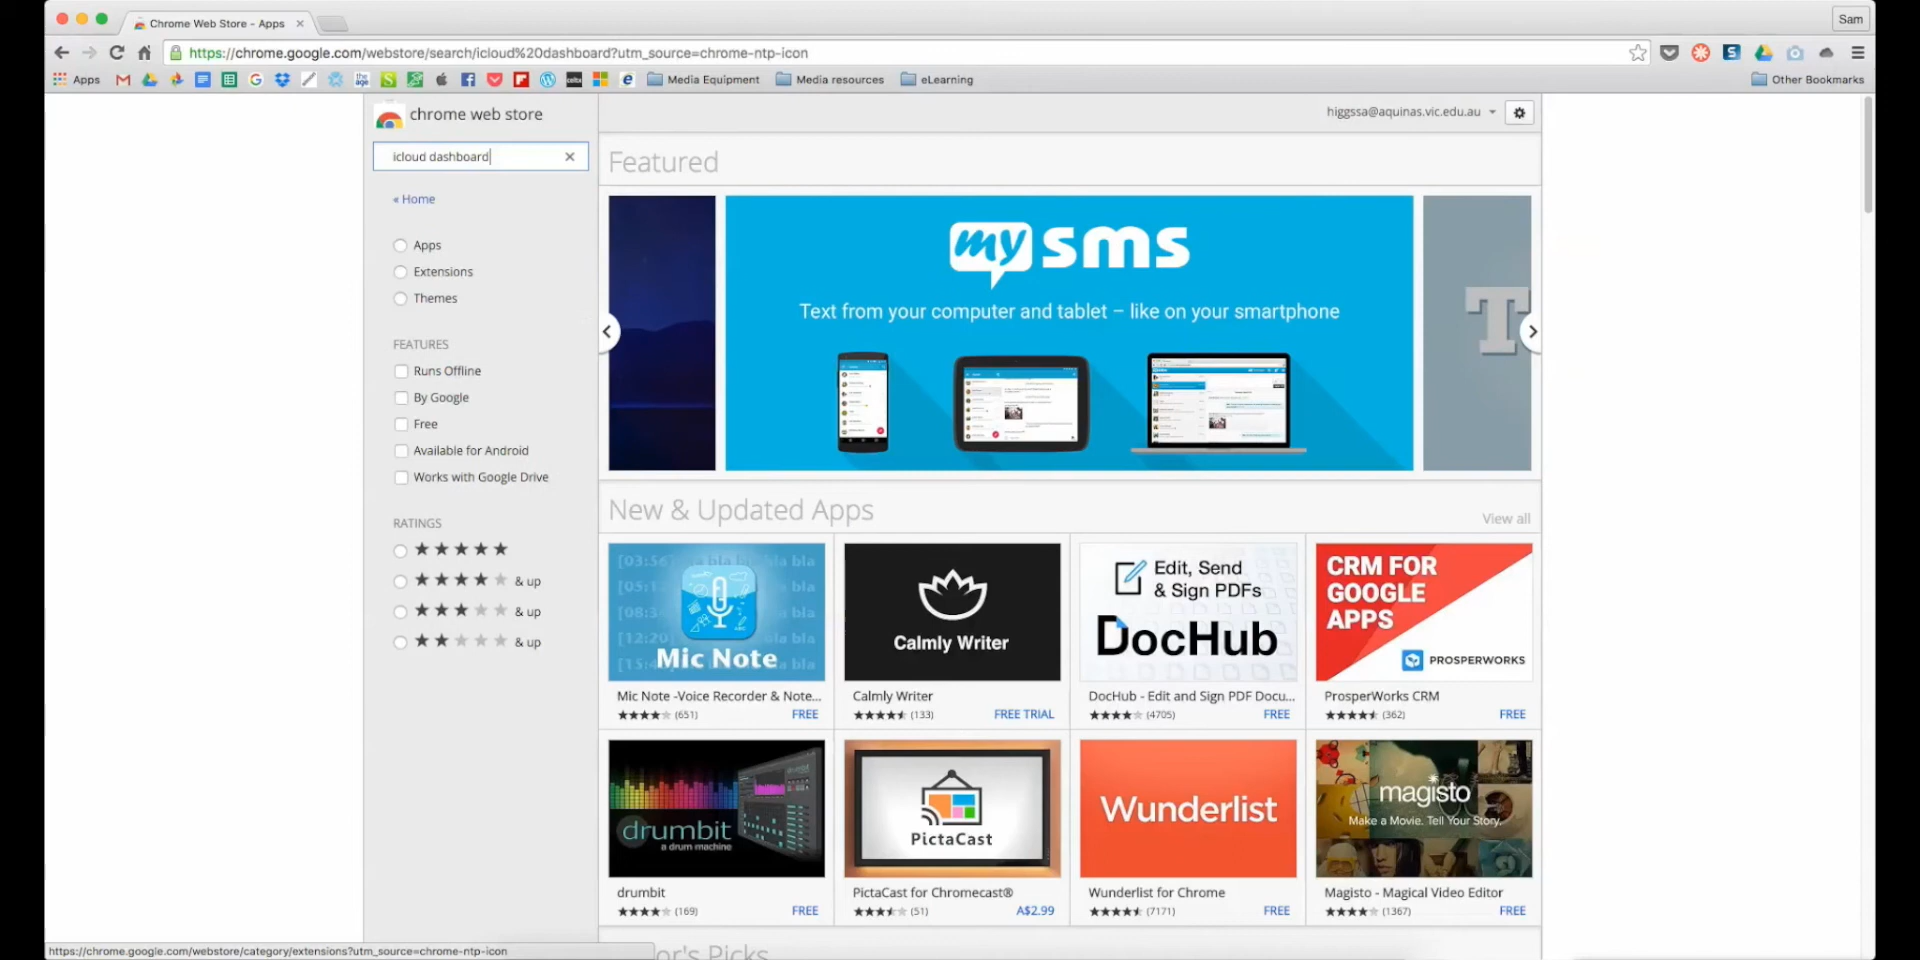 Chrome Web Store - Apps
Sam
https://chrome.google.com/webstore/search/icloud%20dashboard?utm_source=chrome-ntp-icon
Apps
Media Equipment
Media resources
eLearning
Other Bookmarks
chrome web store
higgssa@aquinas.vic.edu.au
icloud dashboard
« Home
Apps
Extensions
Themes
FEATURES
Runs Offline
By Google
Free
Available for Android
Works with Google Drive
RATINGS
& up
& up
& up
Featured
my sms
Text from your computer and tablet – like on your smartphone
T
New & Updated Apps
View all
Mic Note
Mic Note -Voice Recorder & Note...
(651)
FREE
Calmly Writer
Calmly Writer
(133)
FREE TRIAL
Edit, Send
& Sign PDFs
DocHub
DocHub - Edit and Sign PDF Docu...
(4705)
FREE
CRM FOR
GOOGLE
APPS
PROSPERWORKS
ProsperWorks CRM
(362)
FREE
drumbit
a drum machine
drumbit
(169)
FREE
PictaCast
PictaCast for Chromecast®
(51)
A$2.99
Wunderlist
Wunderlist for Chrome
(7171)
FREE
magisto
Make a Movie. Tell Your Story.
Magisto - Magical Video Editor
(1367)
FREE
https://chrome.google.com/webstore/category/extensions?utm_source=chrome-ntp-icon
or's Picks